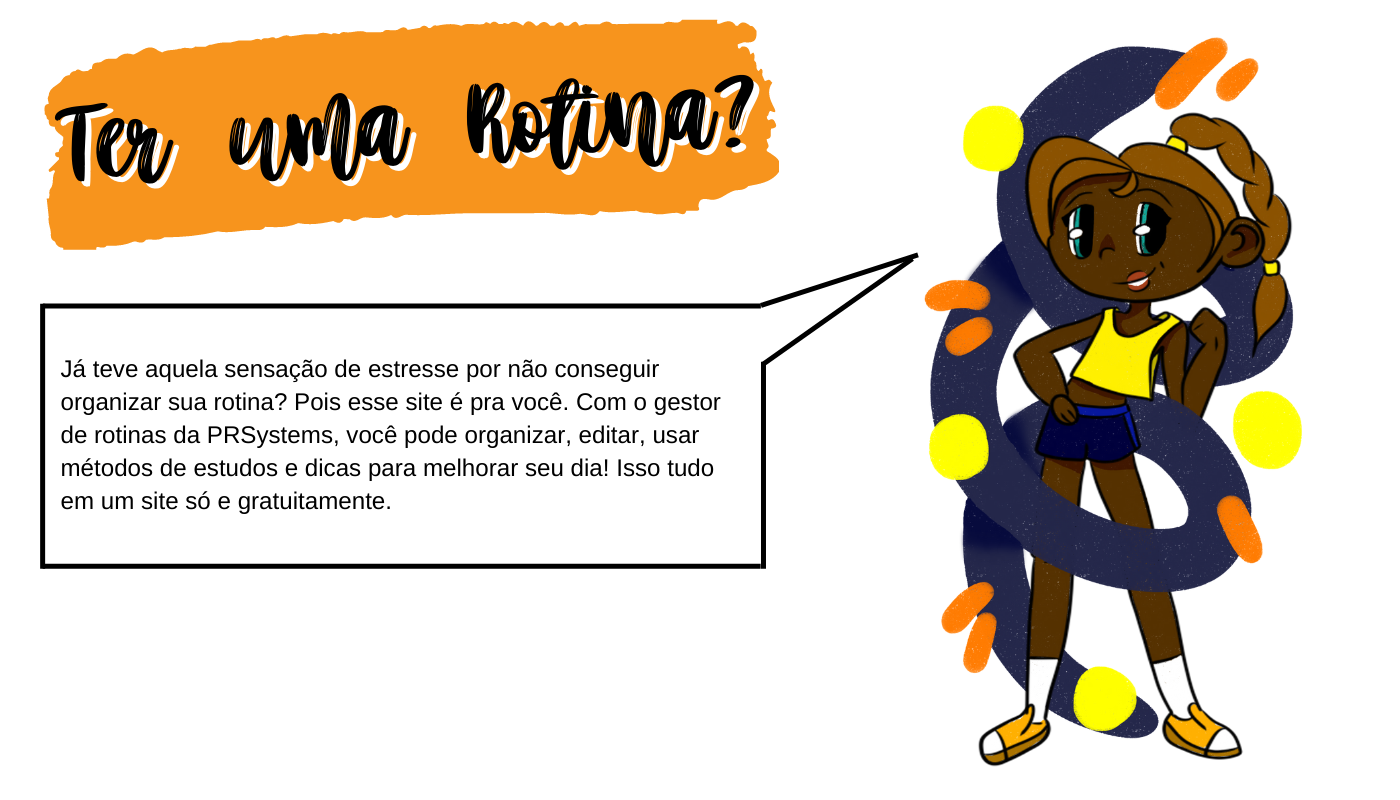 Ter uma Rotina?
Já teve aquela sensação de estresse por não conseguir
organizar sua rotina? Pois esse site é pra você. Com o gestor
de rotinas da PRSystems, você pode organizar, editar, usar
métodos de estudos e dicas para melhorar seu dia! Isso tudo
em um site só e gratuitamente.